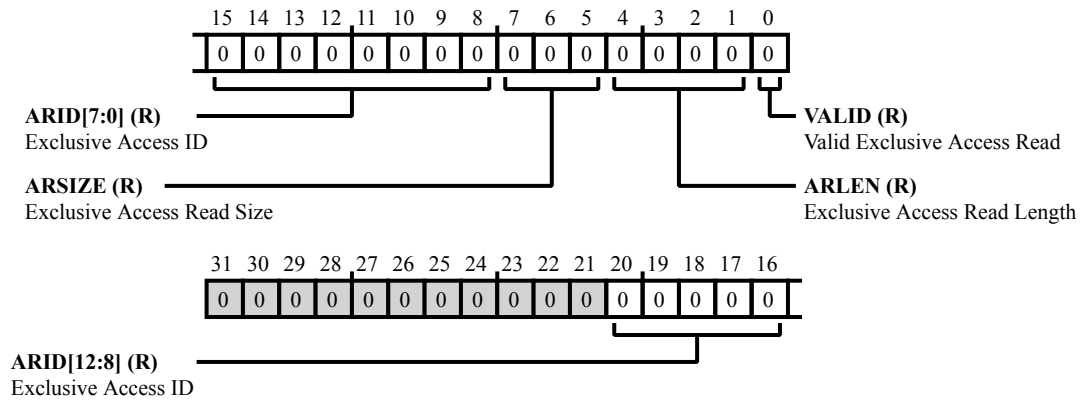 15 14 13 12 11 10 9 8 7 6 5 4 3 2 1 0
0 0 0 0 0 0 0 0 0 0 0 0 0 0 0 0
ARID[7:0] (R)
Exclusive Access ID
VALID (R)
Valid Exclusive Access Read
ARSIZE (R)
Exclusive Access Read Size
ARLEN (R)
Exclusive Access Read Length
31 30 29 28 27 26 25 24 23 22 21 20 19 18 17 16
0 0 0 0 0 0 0 0 0 0 0 0 0 0 0 0
ARID[12:8] (R)
Exclusive Access ID